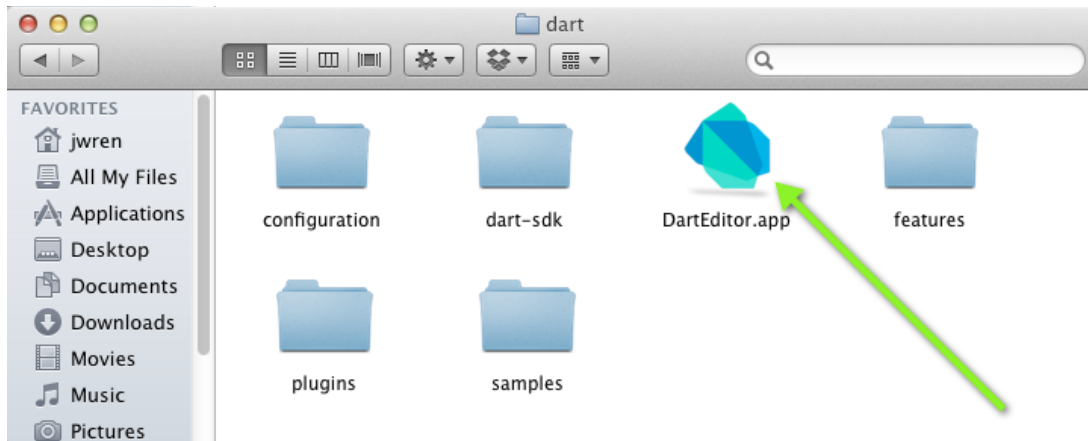 dart
FAVORITES
jwren
All My Files
Applications
Desktop
Documents
Downloads
Movies
Music
Pictures
configuration
dart-sdk
DartEditor.app
features
plugins
samples